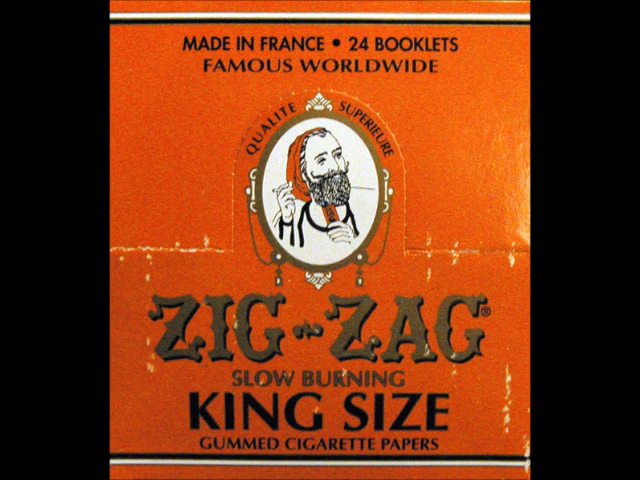 MADE IN FRANCE • 24 BOOKLETS
FAMOUS WORLDWIDE
QUALITE SUPERIEURE
ZIG-ZAG®
SLOW BURNING
KING SIZE
GUMMED CIGARETTE PAPERS